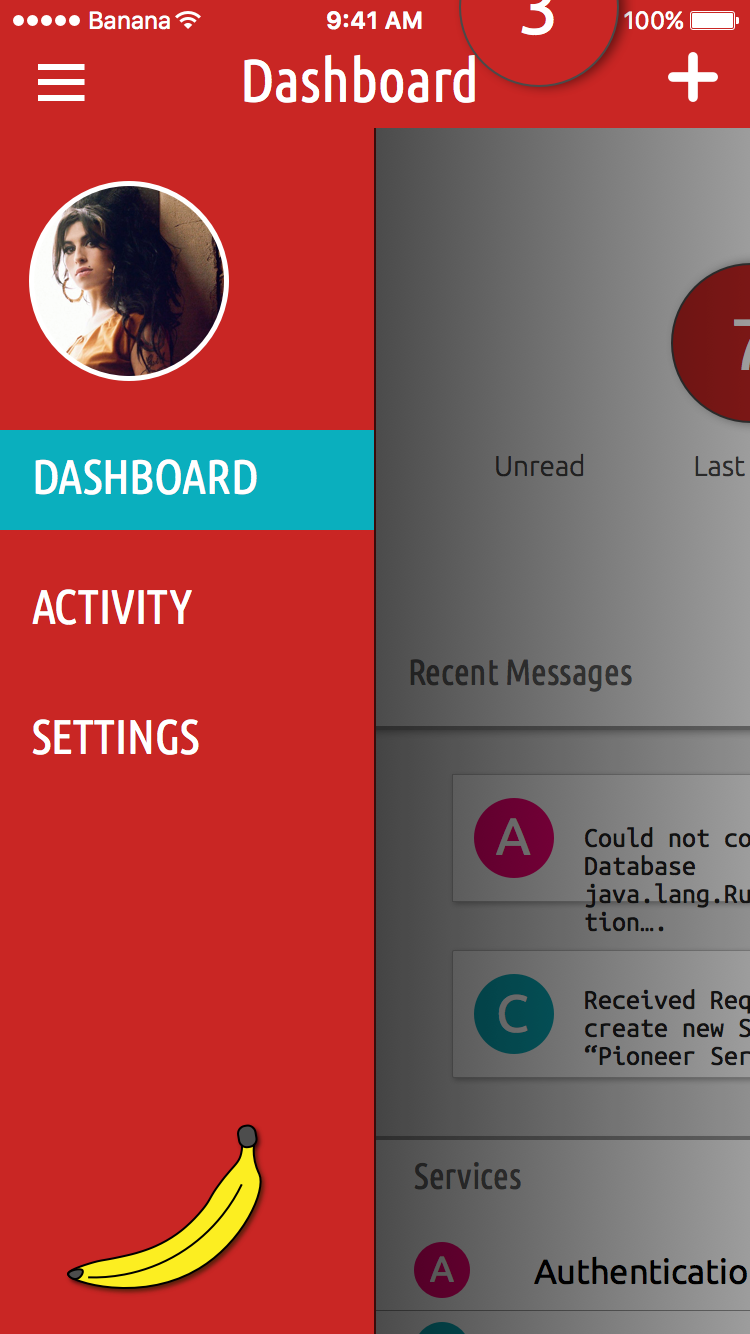 Banana 9:41 AM 3 100%
Dashboard
7
DASHBOARD
Unread Last
ACTIVITY
Recent Messages
SETTINGS
A
Could not co
Database
java.lang.Ru
tion….
C
Received Req
create new S
“Pioneer Ser
Services
A Authenticatio